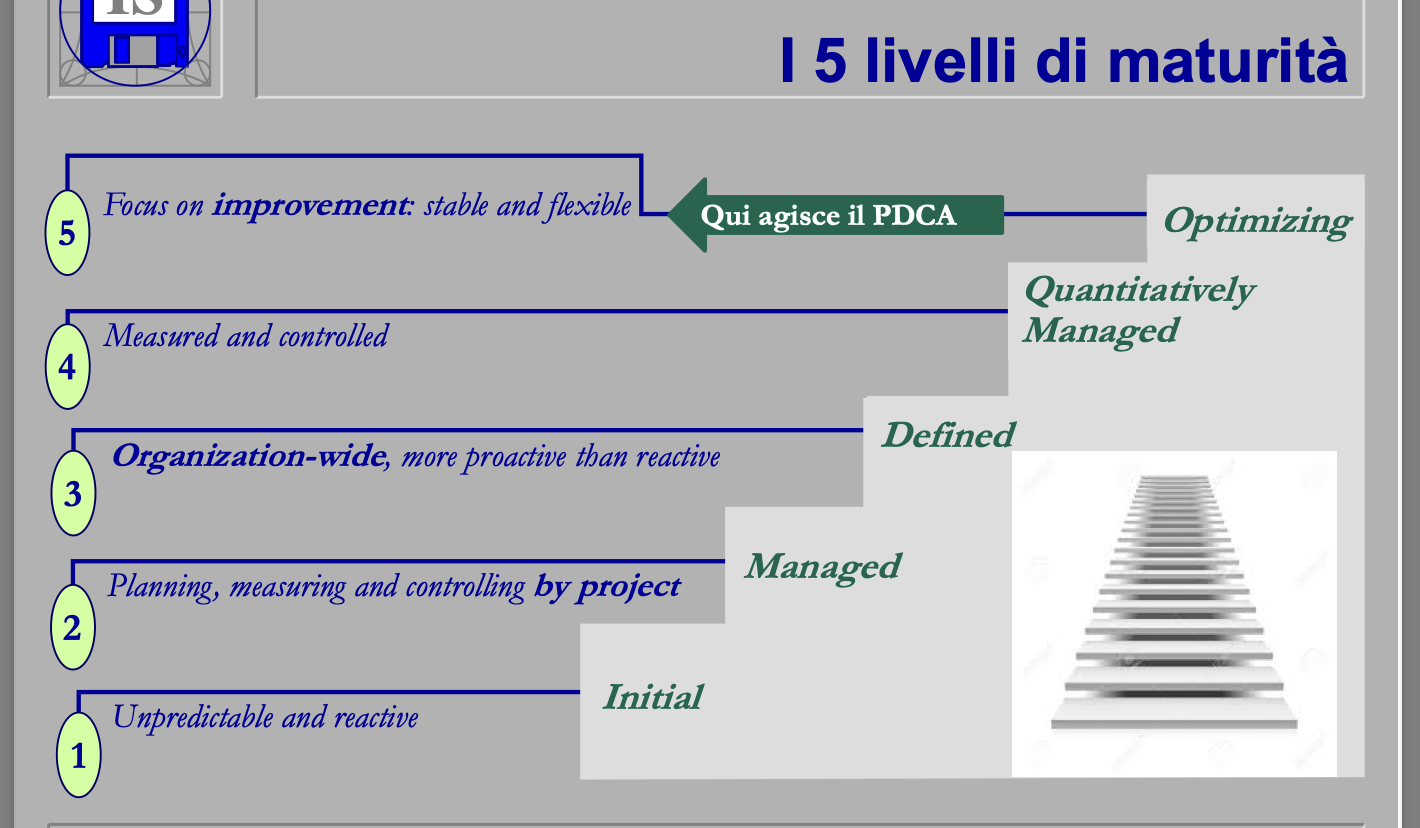 IS
I 5 livelli di maturità
5
Focus on improvement: stable and flexible
Qui agisce il PDCA
Optimizing
4
Measured and controlled
Quantitatively
Managed
3
Organization-wide, more proactive than reactive
Defined
2
Planning, measuring and controlling by project
Managed
1
Unpredictable and reactive
Initial